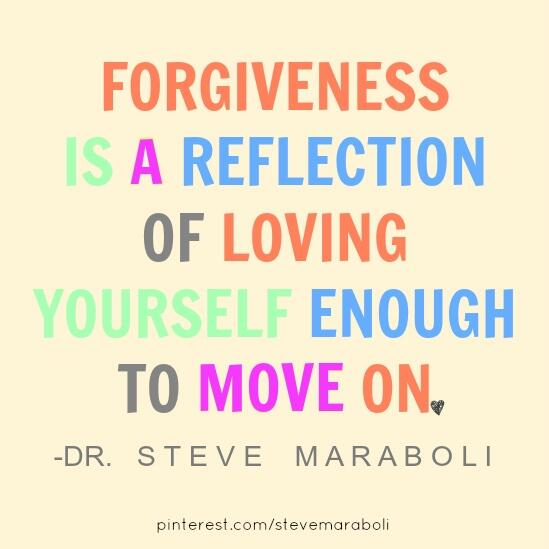 FORGIVENESS
IS A REFLECTION
OF LOVING
YOURSELF ENOUGH
TO MOVE ON.
-DR. STEVE MARABOLI
pinterest.com/stevemaraboli